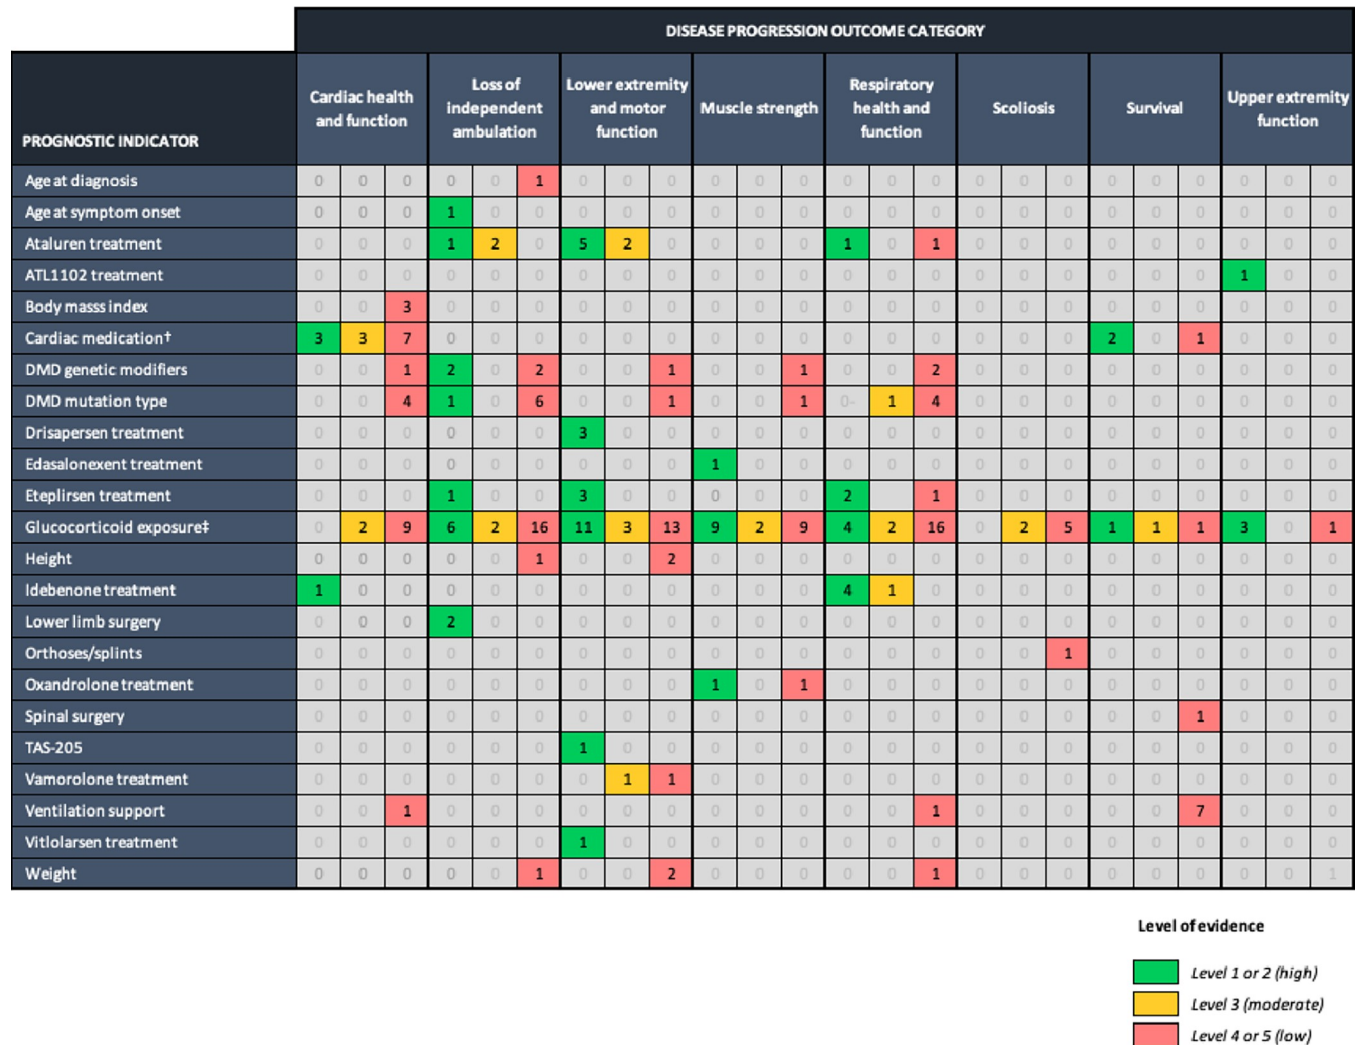 DISEASE PROGRESSION OUTCOME CATEGORY
PROGNOSTIC INDICATOR
Cardiac health and function
Loss of independent ambulation
Lower extremity and motor function
Muscle strength
Respiratory health and function
Scoliosis
Survival
Upper extremity function
Age at diagnosis 0 0 0 0 0 1 0 0 0 0 0 0 0 0 0 0 0 0 0 0 0 0 0 0
Age at symptom onset 0 0 0 1 0 0 0 0 0 0 0 0 0 0 0 0 0 0 0 0 0 0 0 0
Ataluren treatment 0 0 0 1 2 0 5 2 0 0 0 0 1 0 1 0 0 0 0 0 0 0 0 0
ATL1102 treatment 0 0 0 0 0 0 0 0 0 0 0 0 0 0 0 0 0 0 0 0 0 1 0 0
Body masss index 0 0 3 0 0 0 0 0 0 0 0 0 0 0 0 0 0 0 0 0 0 0 0 0
Cardiac medication† 3 3 7 0 0 0 0 0 0 0 0 0 0 0 0 0 0 0 2 0 1 0 0 0
DMD genetic modifiers 0 0 1 2 0 2 0 0 1 0 0 1 0 0 2 0 0 0 0 0 0 0 0 0
DMD mutation type 0 0 4 1 0 6 0 0 1 0 0 1 0- 1 4 0 0 0 0 0 0 0 0 0
Drisapersen treatment 0 0 0 0 0 0 3 0 0 0 0 0 0 0 0 0 0 0 0 0 0 0 0 0
Edasalonexent treatment 0 0 0 0 0 0 0 0 0 1 0 0 0 0 0 0 0 0 0 0 0 0 0 0
Eteplirsen treatment 0 0 0 1 0 0 3 0 0 0 0 0 2 1 0 0 0 0 0 0 0 0 0
Glucocorticoid exposure‡ 0 2 9 6 2 16 11 3 13 9 2 9 4 2 16 0 2 5 1 1 1 3 0 1
Height 0 0 0 0 0 1 0 0 2 0 0 0 0 0 0 0 0 0 0 0 0 0 0 0
Idebenone treatment 1 0 0 0 0 0 0 0 0 0 0 0 4 1 0 0 0 0 0 0 0 0 0 0
Lower limb surgery 0 0 0 2 0 0 0 0 0 0 0 0 0 0 0 0 0 0 0 0 0 0 0 0
Orthoses/splints 0 0 0 0 0 0 0 0 0 0 0 0 0 0 0 0 0 1 0 0 0 0 0 0
Oxandrolone treatment 0 0 0 0 0 0 0 0 0 1 0 1 0 0 0 0 0 0 0 0 0 0 0 0
Spinal surgery 0 0 0 0 0 0 0 0 0 0 0 0 0 0 0 0 0 0 0 0 1 0 0 0
TAS-205 0 0 0 0 0 0 1 0 0 0 0 0 0 0 0 0 0 0 0 0 0 0 0 0
Vamorolone treatment 0 0 0 0 0 0 0 1 1 0 0 0 0 0 0 0 0 0 0 0 0 0 0 0
Ventilation support 0 0 1 0 0 0 0 0 0 0 0 0 0 0 1 0 0 0 0 0 7 0 0 0
Vitlolarsen treatment 0 0 0 0 0 0 1 0 0 0 0 0 0 0 0 0 0 0 0 0 0 0 0 0
Weight 0 0 0 0 0 1 0 0 2 0 0 0 0 0 1 0 0 0 0 0 0 0 0 1
Level of evidence
Level 1 or 2 (high)
Level 3 (moderate)
Level 4 or 5 (low)